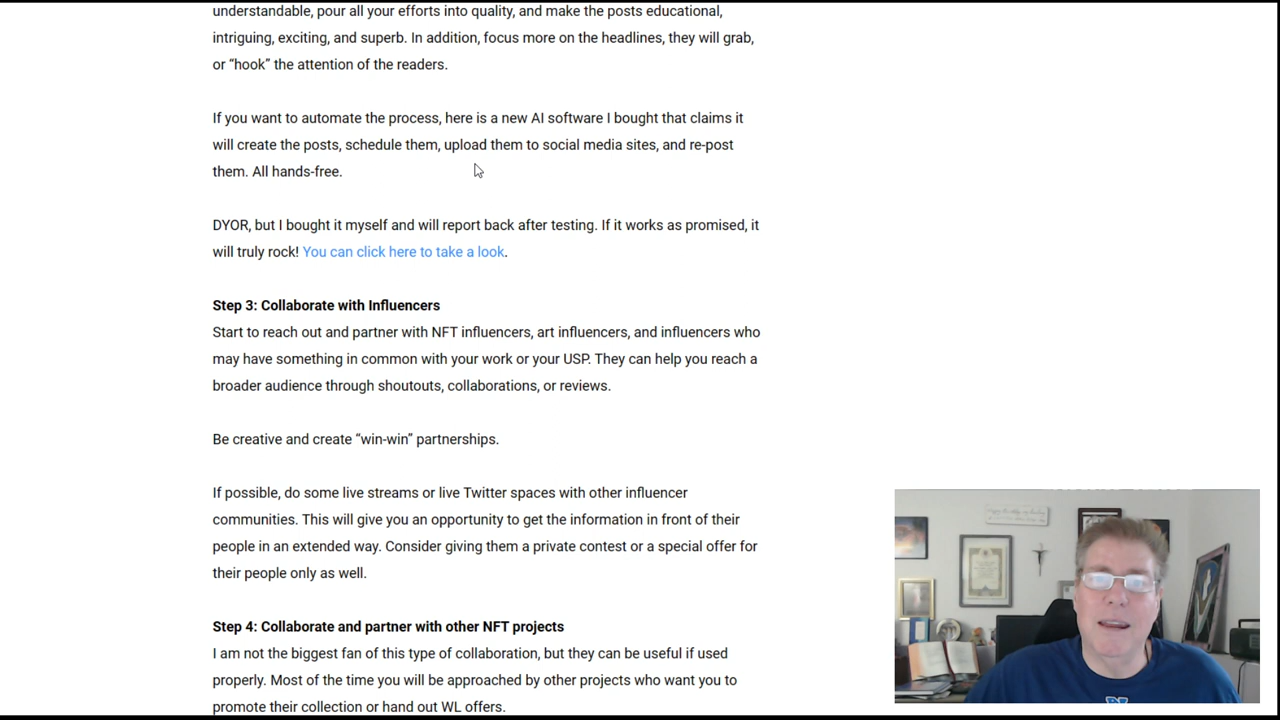 understandable, pour all your efforts into quality, and make the posts educational,
intriguing, exciting, and superb. In addition, focus more on the headlines, they will grab,
or “hook” the attention of the readers.
If you want to automate the process, here is a new AI software I bought that claims it
will create the posts, schedule them, upload them to social media sites, and re-post
them. All hands-free.
DYOR, but I bought it myself and will report back after testing. If it works as promised, it
will truly rock! You can click here to take a look.
Step 3: Collaborate with Influencers
Start to reach out and partner with NFT influencers, art influencers, and influencers who
may have something in common with your work or your USP. They can help you reach a
broader audience through shoutouts, collaborations, or reviews.
Be creative and create “win-win” partnerships.
If possible, do some live streams or live Twitter spaces with other influencer
communities. This will give you an opportunity to get the information in front of their
people in an extended way. Consider giving them a private contest or a special offer for
their people only as well.
Step 4: Collaborate and partner with other NFT projects
I am not the biggest fan of this type of collaboration, but they can be useful if used
properly. Most of the time you will be approached by other projects who want you to
promote their collection or hand out WL offers.